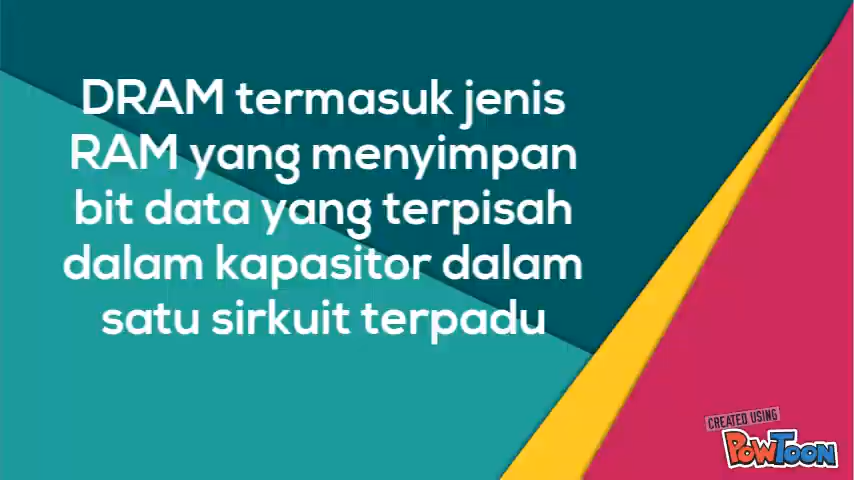 DRAM termasuk jenis
RAM yang menyimpan
bit data yang terpisah
dalam kapasitor dalam
satu sirkuit terpadu
CREATED USING
POWTOON